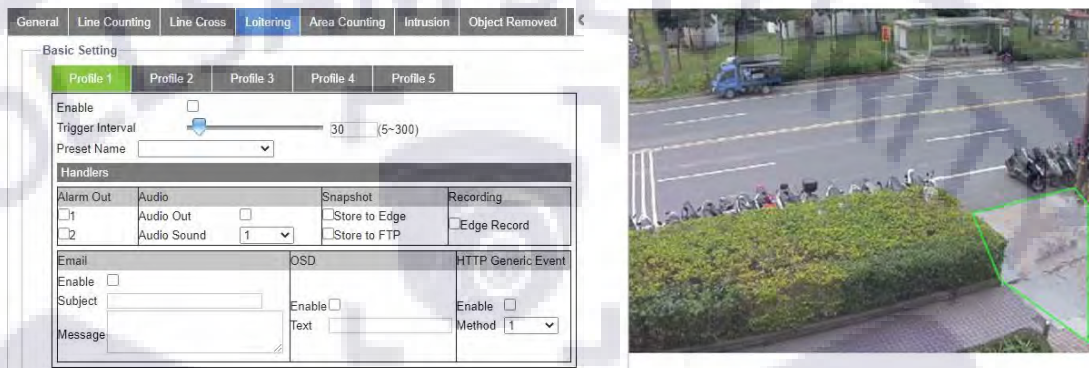 General Line Counting Line Cross Loitering Area Counting Intrusion Object Removed
Basic Setting
Profile 1 Profile 2 Profile 3 Profile 4 Profile 5
Enable
Trigger Interval 30 (5~300)
Preset Name
Handlers
Alarm Out Audio Snapshot Recording
1 Audio Out Store to Edge
Edge Record
2 Audio Sound 1 Store to FTP
Email OSD HTTP Generic Event
Enable
Subject Enable Enable
Text Method 1
Message